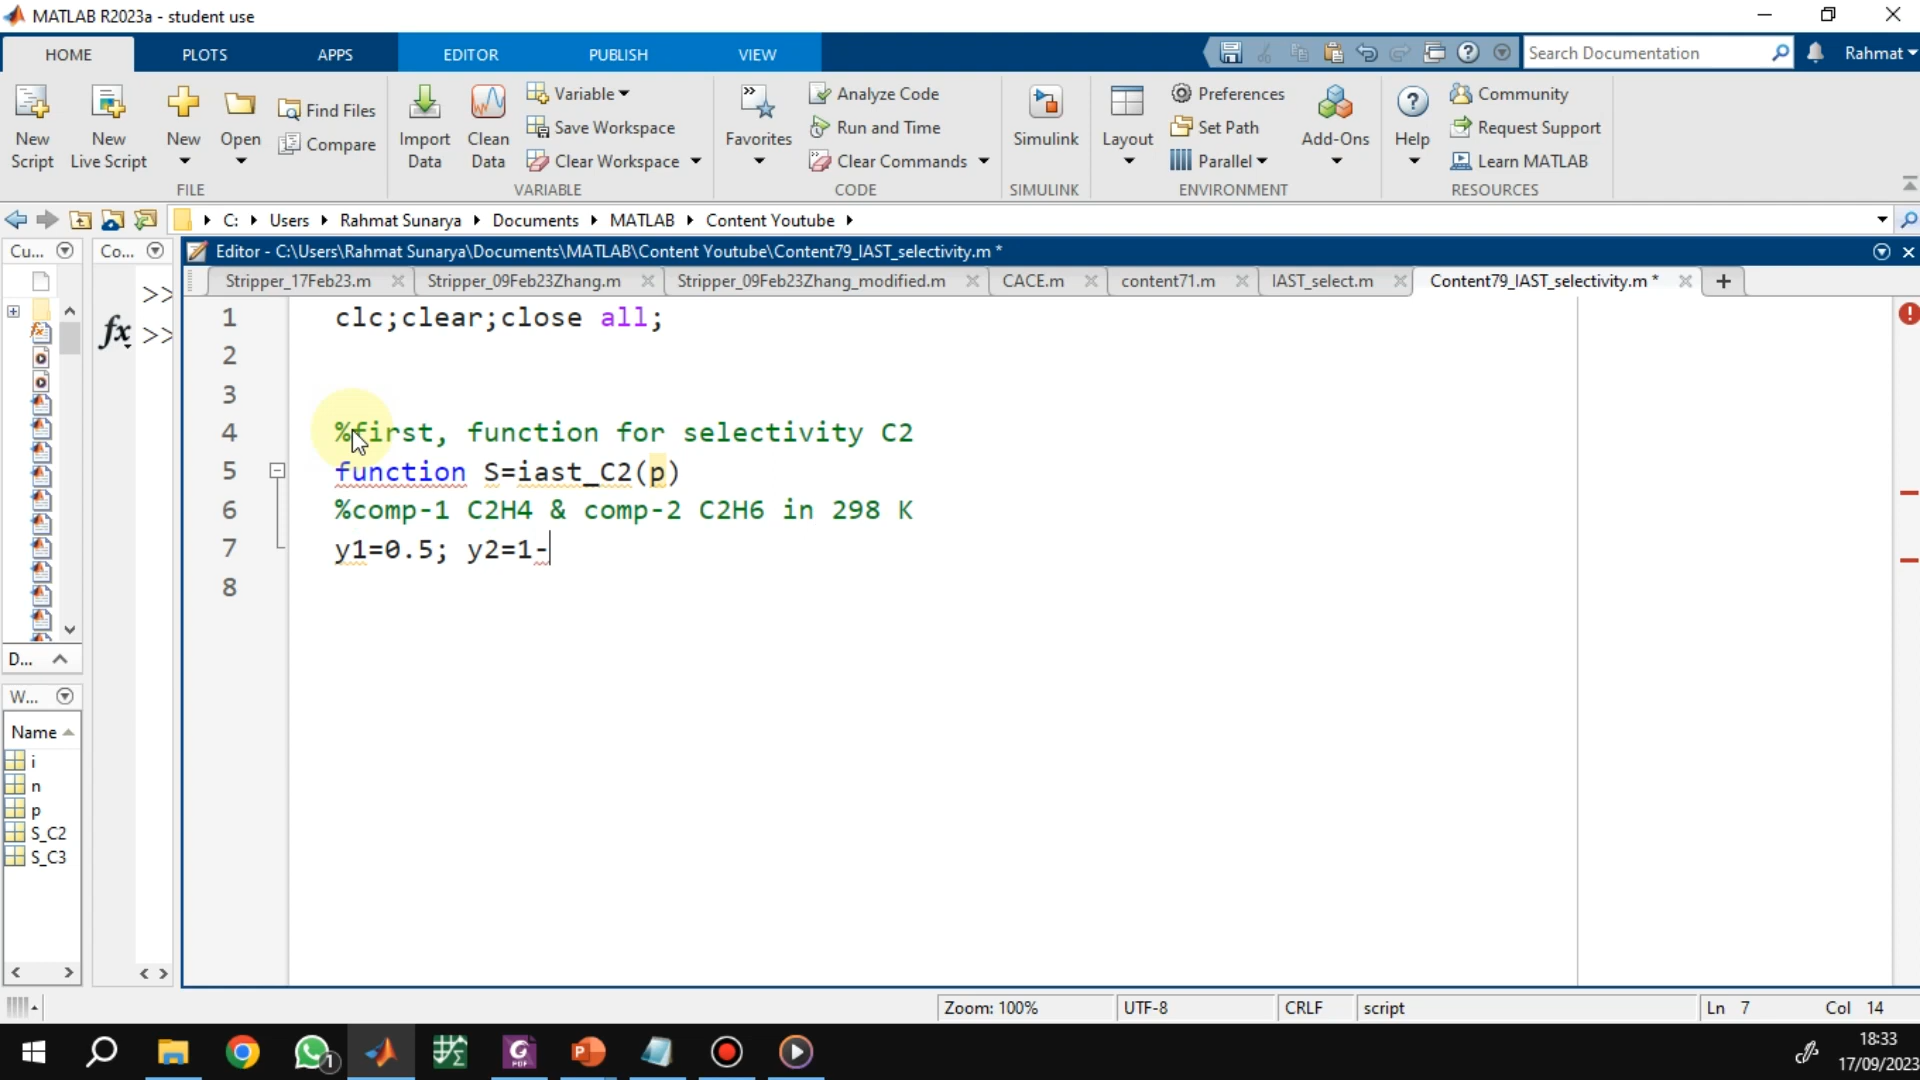 MATLAB R2023a - student use
HOME PLOTS APPS EDITOR PUBLISH VIEW Search Documentation Rahmat
New Script
New Live Script
New
Open
Find Files
Compare
FILE
Import Data
Clean Data
Variable
Save Workspace
Clear Workspace
VARIABLE
Favorites
Analyze Code
Run and Time
Clear Commands
CODE
Simulink
SIMULINK
Layout
Preferences
Set Path
Parallel
Add-Ons
ENVIRONMENT
Help
Community
Request Support
Learn MATLAB
RESOURCES
C: Users Rahmat Sunarya Documents MATLAB Content Youtube
Cu...
Co...
Editor - C:\Users\Rahmat Sunarya\Documents\MATLAB\Content Youtube\Content79_IAST_selectivity.m *
Stripper_17Feb23.m Stripper_09Feb23Zhang.m Stripper_09Feb23Zhang_modified.m CACE.m content71.m IAST_select.m Content79_IAST_selectivity.m * +
>>
fx >>
1 clc;clear;close all;
2
3
4 %first, function for selectivity C2
5 function S=iast_C2(p)
6 %comp-1 C2H4 & comp-2 C2H6 in 298 K
7 y1=0.5; y2=1-
8
D...
W...
Name
i
n
p
S_C2
S_C3
Zoom: 100% UTF-8 CRLF script Ln 7 Col 14
1
18:33
17/09/2023